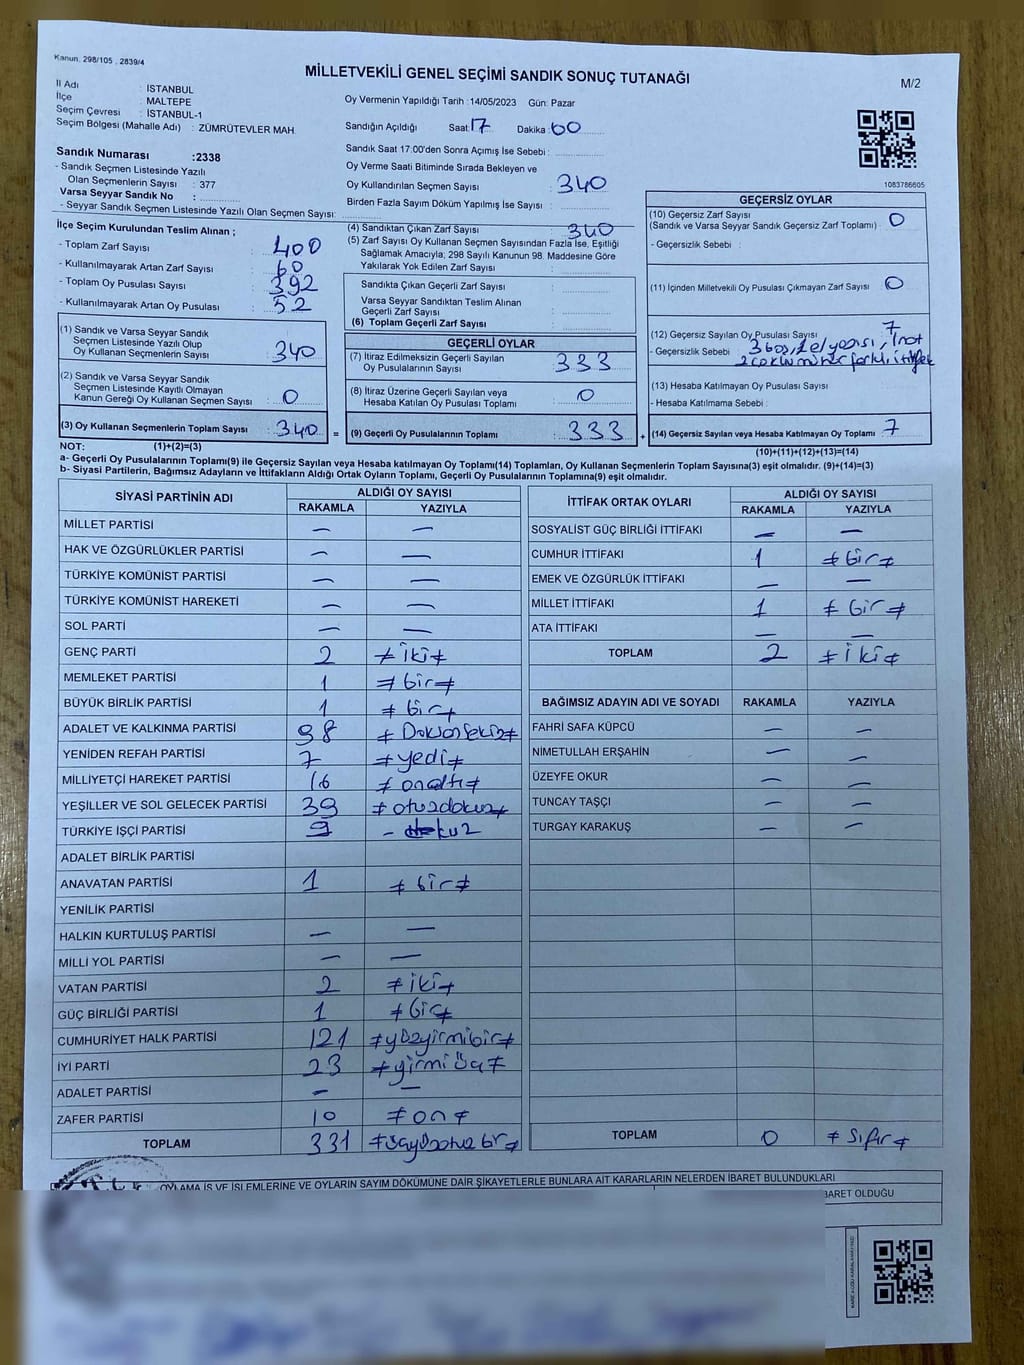 Kanun, 298/105 , 2839/4
MİLLETVEKİLİ GENEL SEÇİMİ SANDIK SONUÇ TUTANAĞI
M/2
İl Adı : İSTANBUL
İlçe : MALTEPE
Seçim Çevresi : İSTANBUL-1
Seçim Bölgesi (Mahalle Adı) : ZÜMRÜTEVLER MAH.
Oy Vermenin Yapıldığı Tarih :14/05/2023 Gün: Pazar
Sandığın Açıldığı Saat: 17 Dakika: 60
Sandık Saat 17:00'den Sonra Açımış İse Sebebi :
Oy Verme Saati Bitiminde Sırada Bekleyen ve
Oy Kullandırılan Seçmen Sayısı : 340
Birden Fazla Sayım Döküm Yapılmış İse Sayısı :
1083786605
Sandık Numarası :2338
- Sandık Seçmen Listesinde Yazılı
Olan Seçmenlerin Sayısı : 377
Varsa Seyyar Sandık No :
- Seyyar Sandık Seçmen Listesinde Yazılı Olan Seçmen Sayısı:
İlçe Seçim Kurulundan Teslim Alınan ;
- Toplam Zarf Sayısı : 400
- Kullanılmayarak Artan Zarf Sayısı : 60
- Toplam Oy Pusulası Sayısı : 392
- Kullanılmayarak Artan Oy Pusulası : 52
(1) Sandık ve Varsa Seyyar Sandık
Seçmen Listesinde Yazılı Olup
Oy Kullanan Seçmenlerin Sayısı : 340
(2) Sandık ve Varsa Seyyar Sandık
Seçmen Listesinde Kayıtlı Olmayan
Kanun Gereği Oy Kullanan Seçmen Sayısı : 0
(3) Oy Kullanan Seçmenlerin Toplam Sayısı : 340 =
(4) Sandıktan Çıkan Zarf Sayısı : 340
(5) Zarf Sayısı Oy Kullanan Seçmen Sayısından Fazla İse, Eşitliği
Sağlamak Amacıyla; 298 Sayılı Kanunun 98. Maddesine Göre
Yakılarak Yok Edilen Zarf Sayısı :
Sandıkta Çıkan Geçerli Zarf Sayısı :
Varsa Seyyar Sandıktan Teslim Alınan
Geçerli Zarf Sayısı :
(6) Toplam Geçerli Zarf Sayısı :
GEÇERLİ OYLAR
(7) İtiraz Edilmeksizin Geçerli Sayılan
Oy Pusulalarının Sayısı : 333
(8) İtiraz Üzerine Geçerli Sayılan veya
Hesaba Katılan Oy Pusulası Toplamı : 0
(9) Geçerli Oy Pusulalarının Toplamı : 333 +
GEÇERSİZ OYLAR
(10) Geçersiz Zarf Sayısı
(Sandık ve Varsa Seyyar Sandık Geçersiz Zarf Toplamı) : 0
- Geçersizlik Sebebi :
(11) İçinden Milletvekili Oy Pusulası Çıkmayan Zarf Sayısı : 0
(12) Geçersiz Sayılan Oy Pusulası Sayısı : 7
- Geçersizlik Sebebi
(13) Hesaba Katılmayan Oy Pusulası Sayısı
- Hesaba Katılmama Sebebi :
(14) Geçersiz Sayılan veya Hesaba Katılmayan Oy Toplamı : 7
NOT: (1)+(2)=(3)
(10)+(11)+(12)+(13)=(14)
a- Geçerli Oy Pusulalarının Toplamı(9) ile Geçersiz Sayılan veya Hesaba katılmayan Oy Toplamı(14) Toplamları, Oy Kullanan Seçmenlerin Toplam Sayısına(3) eşit olmalıdır. (9)+(14)=(3)
b- Siyasi Partilerin, Bağımsız Adayların ve İttifakların Aldığı Ortak Oyların Toplamı, Geçerli Oy Pusulalarının Toplamına(9) eşit olmalıdır.
SİYASİ PARTİNİN ADI ALDIĞI OY SAYISI
RAKAMLA YAZIYLA
MİLLET PARTİSİ — —
HAK VE ÖZGÜRLÜKLER PARTİSİ — —
TÜRKİYE KOMÜNİST PARTİSİ — —
TÜRKİYE KOMÜNİST HAREKETİ — —
SOL PARTİ — —
GENÇ PARTİ 2 ≠ iki ≠
MEMLEKET PARTİSİ 1 ≠ bir ≠
BÜYÜK BİRLİK PARTİSİ 1 ≠ bir ≠
ADALET VE KALKINMA PARTİSİ 98 ≠ Doksansekiz ≠
YENİDEN REFAH PARTİSİ 7 ≠ yedi ≠
MİLLİYETÇİ HAREKET PARTİSİ 16 ≠ onaltı ≠
YEŞİLLER VE SOL GELECEK PARTİSİ 39 ≠ otuzdokuz ≠
TÜRKİYE İŞÇİ PARTİSİ 9 - dokuz
ADALET BİRLİK PARTİSİ
ANAVATAN PARTİSİ 1 ≠ bir ≠
YENİLİK PARTİSİ
HALKIN KURTULUŞ PARTİSİ — —
MİLLİ YOL PARTİSİ — —
VATAN PARTİSİ 2 ≠ iki ≠
GÜÇ BİRLİĞİ PARTİSİ 1 ≠ bir ≠
CUMHURİYET HALK PARTİSİ 121 ≠ yüzyirmibir ≠
İYİ PARTİ 23 ≠ yirmi üç ≠
ADALET PARTİSİ — —
ZAFER PARTİSİ 10 ≠ on ≠
TOPLAM 331
İTTİFAK ORTAK OYLARI ALDIĞI OY SAYISI
RAKAMLA YAZIYLA
SOSYALİST GÜÇ BİRLİĞİ İTTİFAKI — —
CUMHUR İTTİFAKI 1 ≠ bir ≠
EMEK VE ÖZGÜRLÜK İTTİFAKI — —
MİLLET İTTİFAKI 1 ≠ bir ≠
ATA İTTİFAKI — —
TOPLAM 2 ≠ iki ≠
BAĞIMSIZ ADAYIN ADI VE SOYADI RAKAMLA YAZIYLA
FAHRİ SAFA KÜPCÜ — —
NİMETULLAH ERŞAHİN — —
ÜZEYFE OKUR — —
TUNCAY TAŞÇI — —
TURGAY KARAKUŞ — —
TOPLAM 0 ≠ sıfır ≠
OYLAMA İŞ VE İŞLEMLERİNE VE OYLARIN SAYIM DÖKÜMÜNE DAİR ŞİKAYETLERLE BUNLARA AİT KARARLARIN NELERDEN İBARET BULUNDUKLARI
BARET OLDUĞU